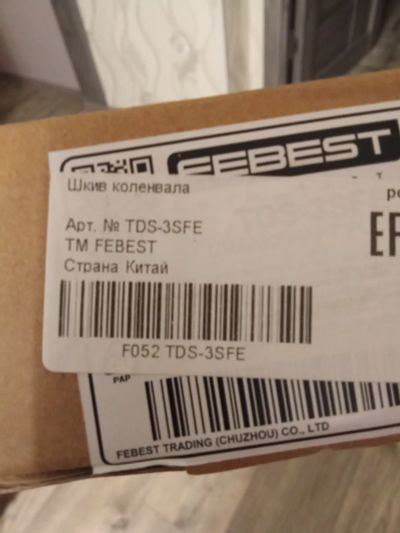 FEBEST
Шкив коленвала
Арт. № TDS-3SFE
ТМ FEBEST
Страна Китай
F052 TDS-3SFE
PAP
FEBEST TRADING (CHUZHOU) CO., LTD